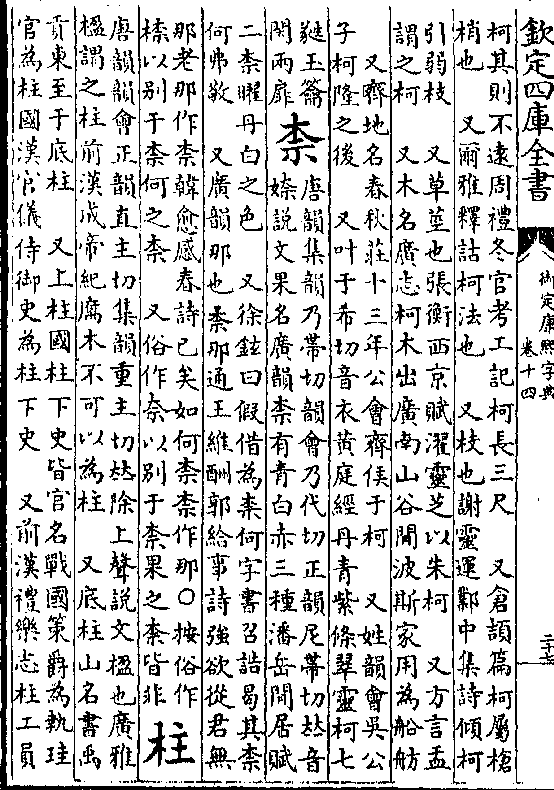 欽定四庫全書
御定康熙字典
卷十四
二十七
柯其則不遠周禮冬官考工記柯長三尺　又倉頡篇柯屬槍
梢也　又爾雅釋詁柯法也　又枝也謝靈運鄴中集詩傾柯
引弱枝　又草莖也張衡西京賦濯靈芝以朱柯　又方言盂
謂之柯　又木名廣志柯木出廣南山谷閒波斯家用為船舫
又齊地名春秋莊十三年公會齊侯于柯　又姓韻會吳公
子柯隆之後　又叶于希切音衣黃庭經丹青紫條翠靈柯七
蕤玉籥
閉兩扉
柰
唐韻集韻乃帶切韻會乃代切正韻尼帶切𠀤音
㮈說文果名廣韻柰有青白赤三種潘岳閒居賦
二柰曜丹白之色　又徐鉉曰假借為柰何字書召誥曷其柰
何弗敬　又廣韻那也柰那通王維酬郭給事詩強欲從君無
那老那作柰韓愈感春詩已矣如何柰柰作那○按俗作
㮈以別于柰何之柰　又俗作奈以別于柰果之柰皆非
柱
唐韻韻會正韻直主切集韻重主切𠀤除上聲說文楹也廣雅
楹謂之柱前漢成帝紀腐木不可以為柱　又底柱山名書禹
貢東至于底柱　又上柱國柱下史皆官名戰國策爵為執珪
官為柱國漢官儀侍御史為柱下史　又前漢禮樂志柱工員